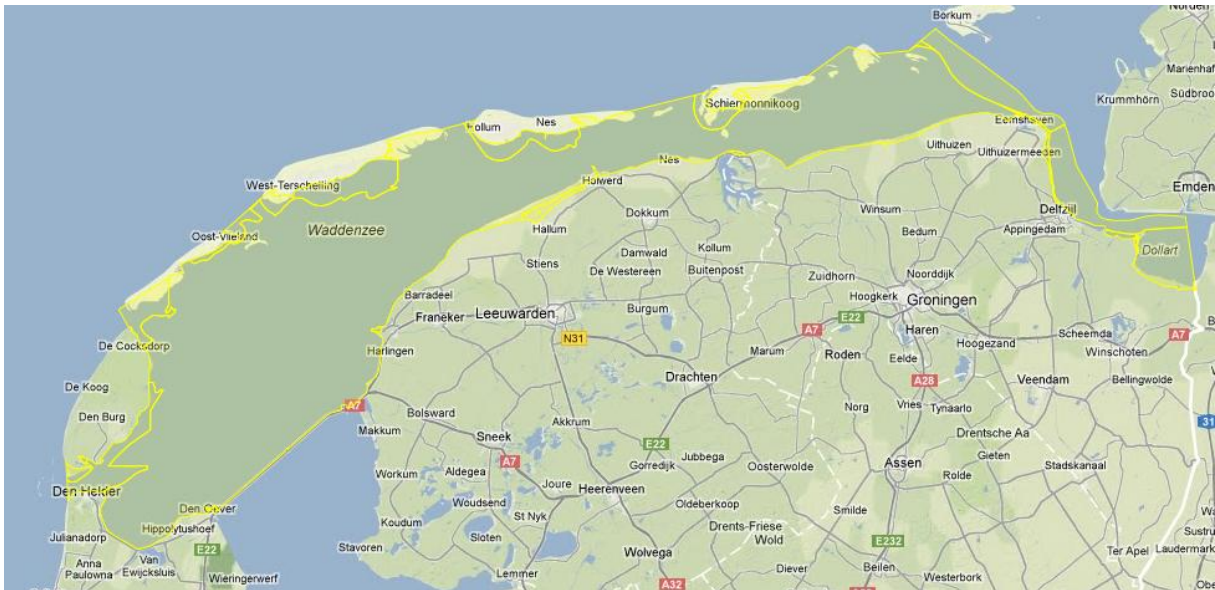 Borkum
Norden
Marienhaf
Krummhörn
Südbroo
Schiermonnikoog
Eemshaven
Hollum
Nes
Uithuizen
Uithuizermeeden
Nes
Holwerd
Emden
West-Terschelling
Delfzijl
Winsum
Dokkum
Appingedam
Waddenzee
Hallum
Bedum
Oost-Vlieland
Damwald
Kollum
Dollart
Stiens
De Westereen
Buitenpost
Zuidhorn
Noorddijk
Barradeel
Hoogkerk
Groningen
Franeker
Leeuwarden
Burgum
E22
Haren
Scheemda
A7
N31
A7
De Cocksdorp
Harlingen
Marum
Roden
Eelde
Hoogezand
Winschoten
Drachten
A28
Veendam
Bellingwolde
De Koog
A7
Norg
Vries
Tynaarlo
Den Burg
Bolsward
Akkrum
31
Makkum
Sneek
E22
Jubbega
Drentsche Aa
Gieten
A7
Gorredijk
Oosterwolde
Assen
Stadskanaal
Workum
Aldegea
Rolde
Den Helder
Joure
Heerenveen
Woudsend
Oldeberkoop
Smilde
Den Oever
St Nyk
Hippolytushoef
Koudum
Drents-Friese
Wold
Julianadorp
Sloten
E232
E22
Stavoren
Wolvega
Ter Apel
Laudermark
Anna
Paulowna
Van
Ewijcksluis
Wieringerwerf
Lemmer
A32
Diever
Beilen
Westerbork